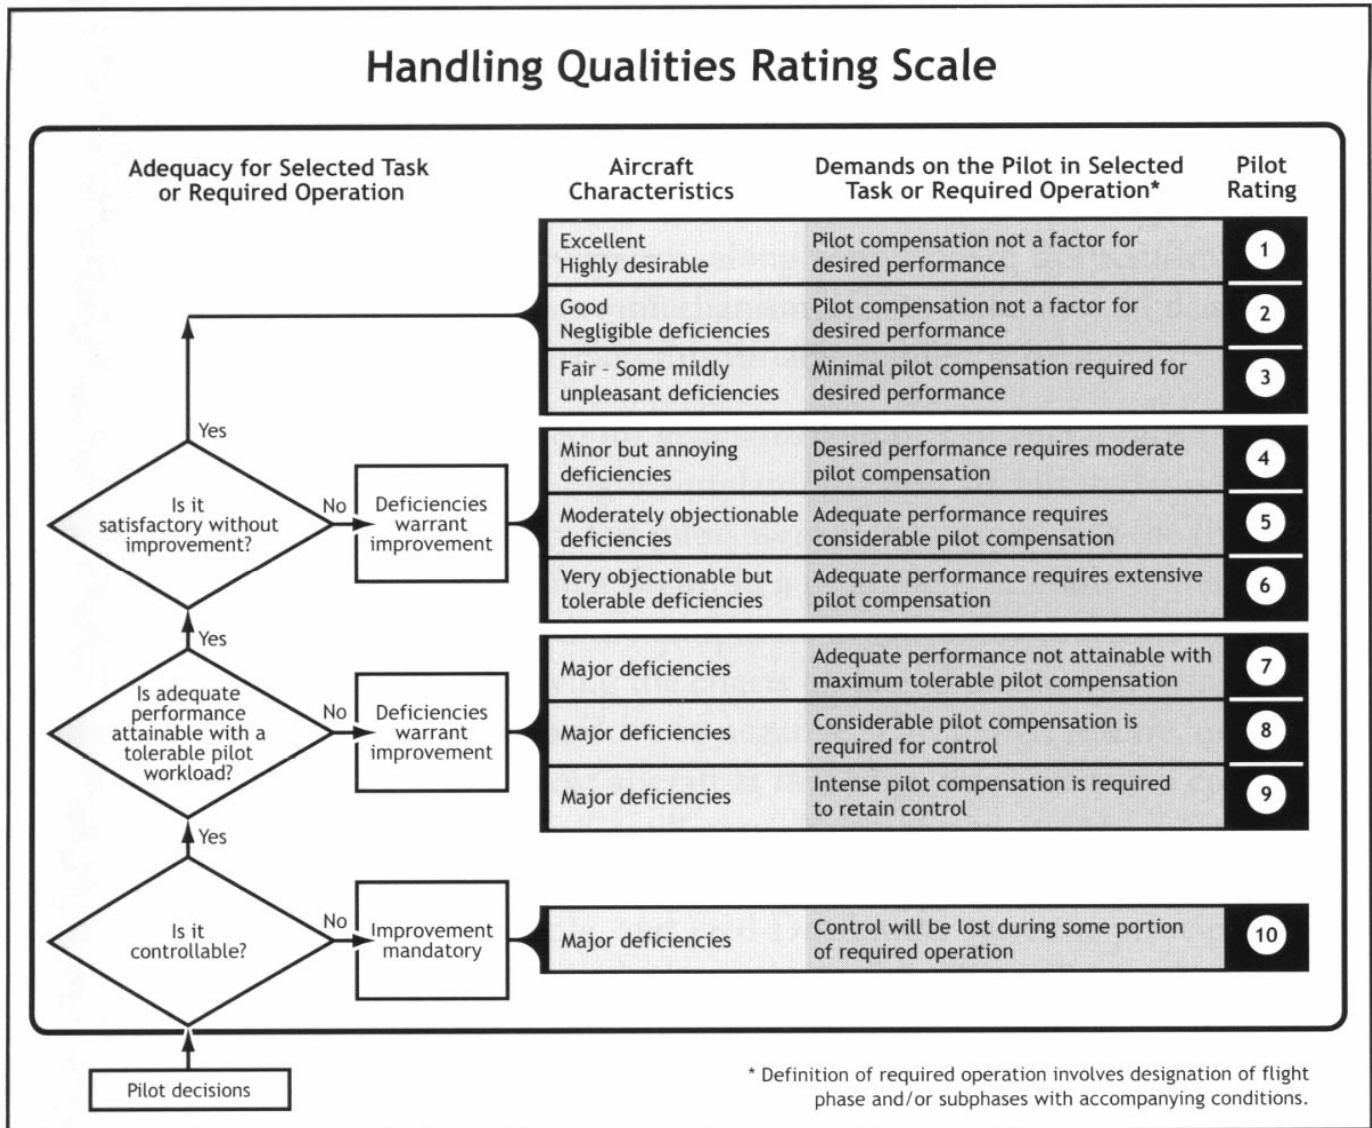 Handling Qualities Rating Scale
Adequacy for Selected Task
or Required Operation
Aircraft
Characteristics
Demands on the Pilot in Selected
Task or Required Operation*
Pilot
Rating
Excellent
Highly desirable
Pilot compensation not a factor for
desired performance
1
Good
Negligible deficiencies
Pilot compensation not a factor for
desired performance
2
Fair – Some mildly
unpleasant deficiencies
Minimal pilot compensation required for
desired performance
3
Yes
Is it
satisfactory without
improvement?
No
Deficiencies
warrant
improvement
Minor but annoying
deficiencies
Desired performance requires moderate
pilot compensation
4
Moderately objectionable
deficiencies
Adequate performance requires
considerable pilot compensation
5
Very objectionable but
tolerable deficiencies
Adequate performance requires extensive
pilot compensation
6
Yes
Is adequate
performance
attainable with a
tolerable pilot
workload?
No
Deficiencies
warrant
improvement
Major deficiencies
Adequate performance not attainable with
maximum tolerable pilot compensation
7
Major deficiencies
Considerable pilot compensation is
required for control
8
Major deficiencies
Intense pilot compensation is required
to retain control
9
Yes
Is it
controllable?
No
Improvement
mandatory
Major deficiencies
Control will be lost during some portion
of required operation
10
Pilot decisions
* Definition of required operation involves designation of flight
phase and/or subphases with accompanying conditions.